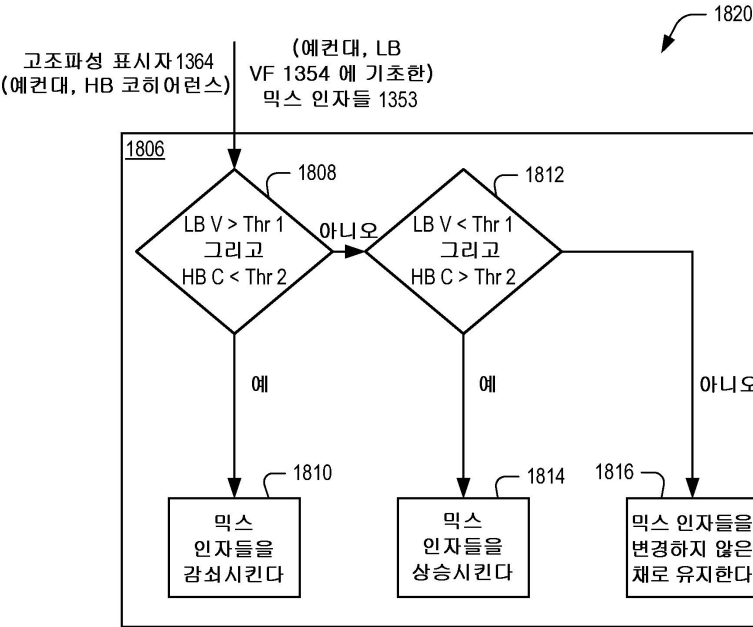 1820
고조파성 표시자 1364
(예컨대, HB 코히어런스)
(예컨대, LB
VF 1354 에 기초한)
믹스 인자들 1353
1806
1808
LB V > Thr 1
그리고
HB C < Thr 2
아니오
1812
LB V < Thr 1
그리고
HB C > Thr 2
예
예
아니오
1810
믹스
인자들을
감쇠시킨다
1814
믹스
인자들을
상승시킨다
1816
믹스 인자들을
변경하지 않은
채로 유지한다